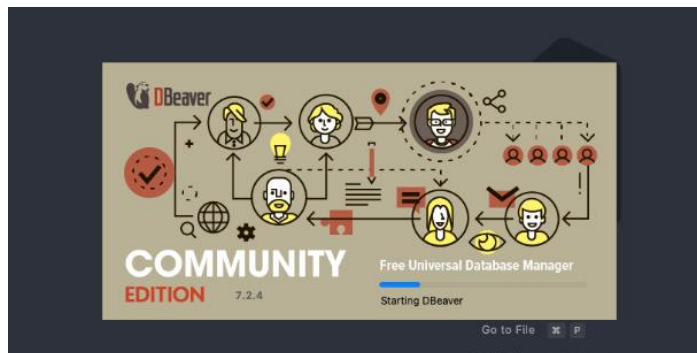 DBeaver
COMMUNITY
EDITION 7.2.4
Free Universal Database Manager
Starting DBeaver
Go to File ⌘ P